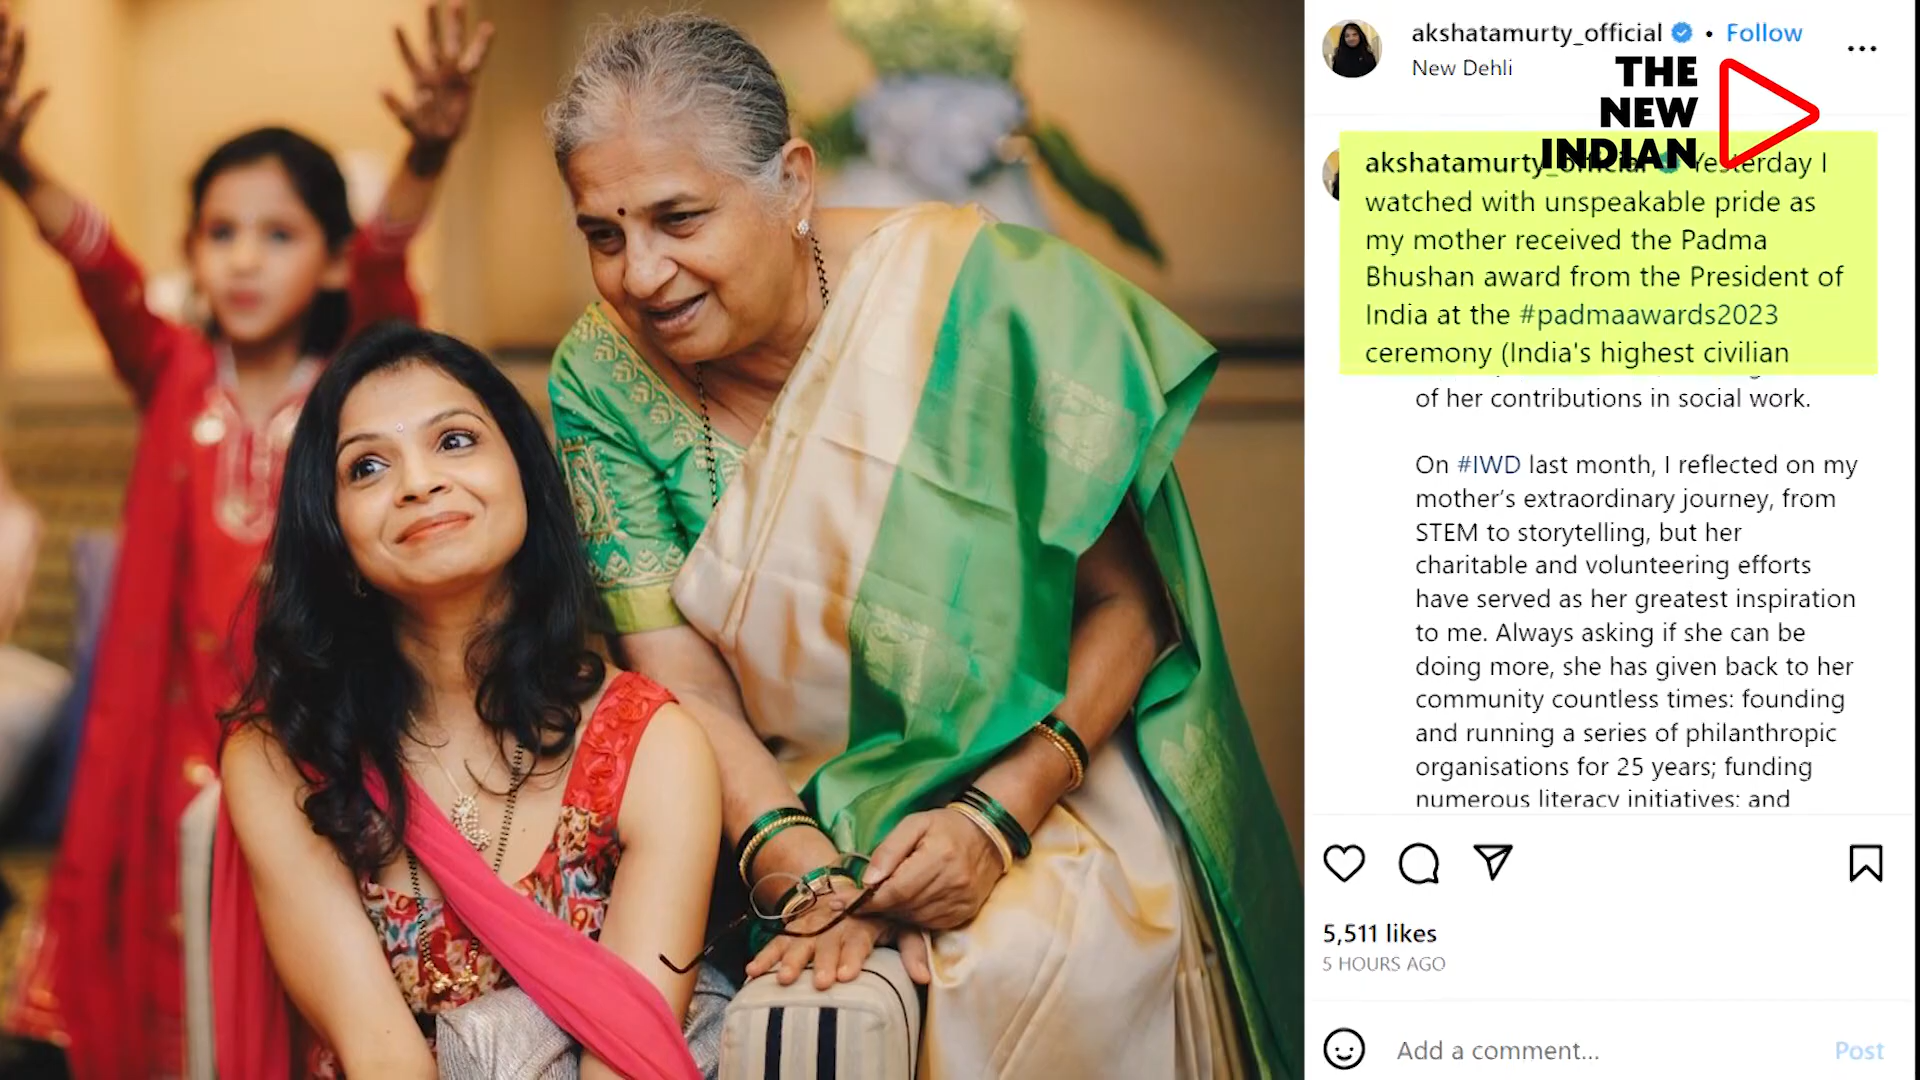 akshatamurty_official • Follow
New Dehli
THE
NEW
INDIAN
akshatamurty_official Yesterday I
watched with unspeakable pride as
my mother received the Padma
Bhushan award from the President of
India at the #padmaawards2023
ceremony (India's highest civilian
of her contributions in social work.
On #IWD last month, I reflected on my
mother's extraordinary journey, from
STEM to storytelling, but her
charitable and volunteering efforts
have served as her greatest inspiration
to me. Always asking if she can be
doing more, she has given back to her
community countless times: founding
and running a series of philanthropic
organisations for 25 years; funding
numerous literacy initiatives; and
5,511 likes
5 HOURS AGO
Add a comment... Post